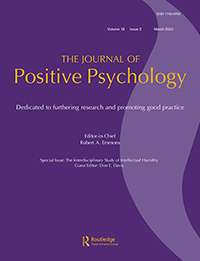 ISSN 1743-9760
Volume 18 Issue 2 March 2023
THE JOURNAL OF
Positive Psychology
Dedicated to furthering research and promoting good practice
Editor-in-Chief
Robert A. Emmons
Special Issue: The Interdisciplinary Study of Intellectual Humility
Guest Editor: Don E. Davis
Routledge
Taylor & Francis Group